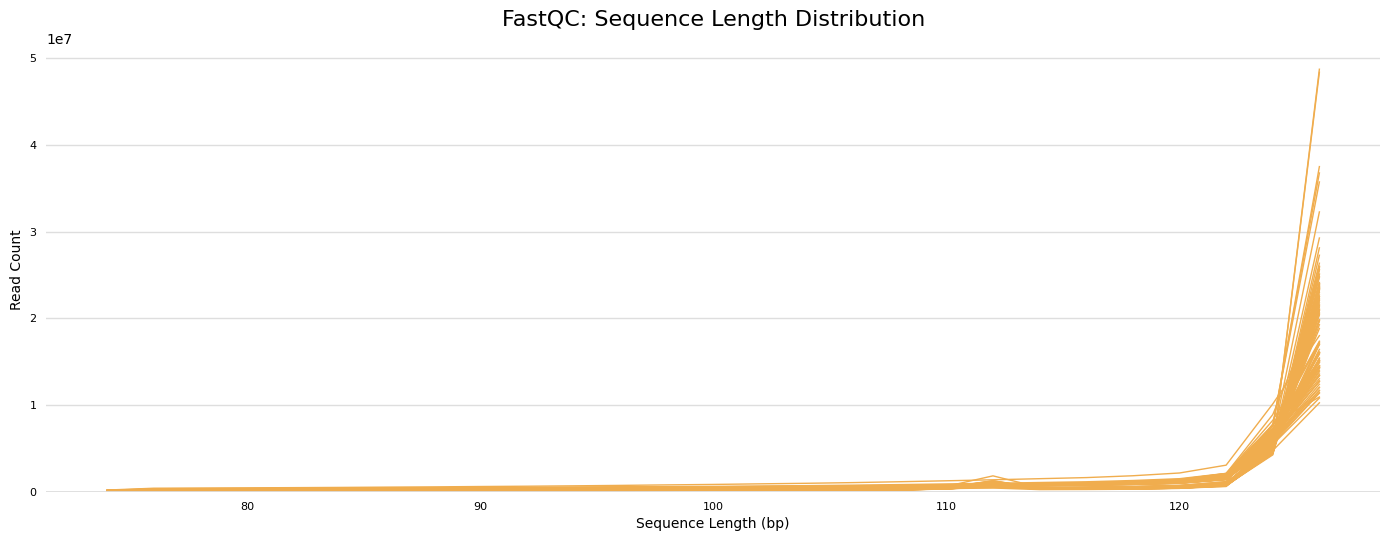 FastQC: Sequence Length Distribution
1e7
5
4
3
2
1
0
Read Count
80 90 100 110 120
Sequence Length (bp)